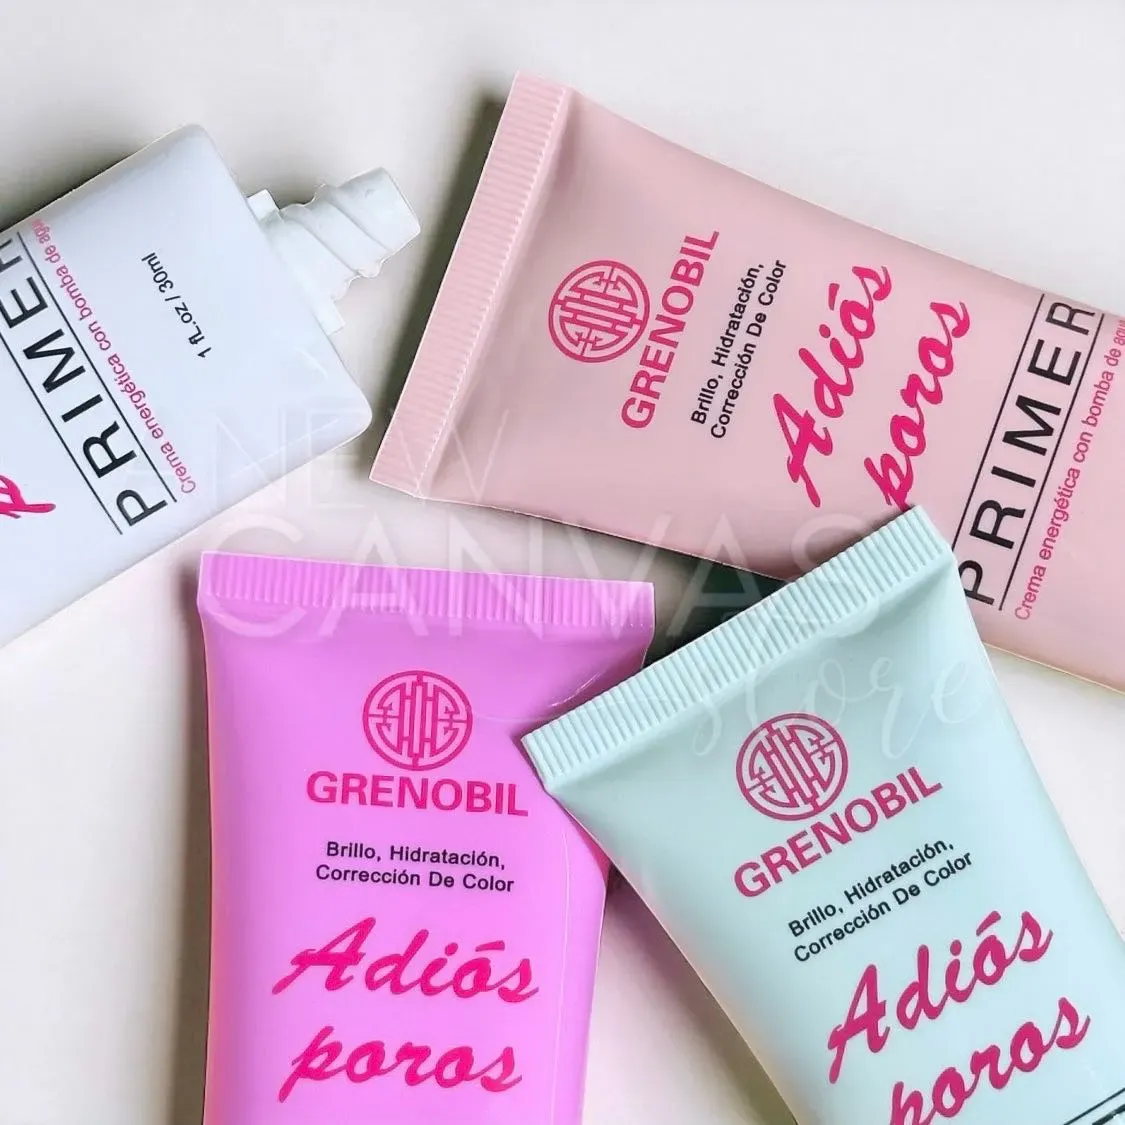 PRIMER
Crema energética con bomba de agua
1 fL.oz / 30ml
GRENOBIL
Brillo, Hidratación,
Corrección De Color
Adiós
poros
PRIMER
Crema energética con bomba de agua
NEW
CANVAS
store
GRENOBIL
Brillo, Hidratación,
Corrección De Color
Adiós
poros
GRENOBIL
Brillo, Hidratación,
Corrección De Color
Adiós
poros